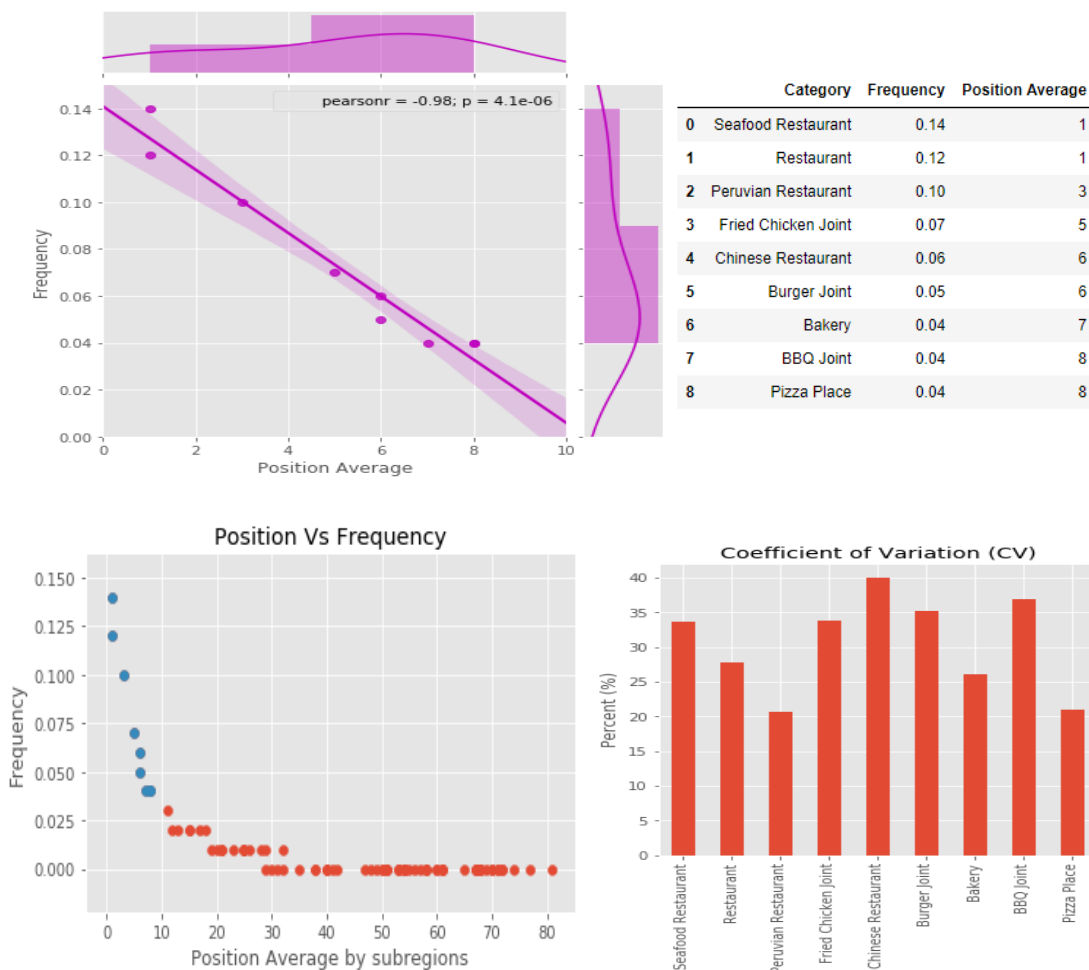 pearsonr = -0.98; p = 4.1e-06
0.14
0.12
0.10
0.08
0.06
0.04
0.02
0.00
Frequency
0 2 4 6 8 10
Position Average
Category Frequency Position Average
0 Seafood Restaurant 0.14 1
1 Restaurant 0.12 1
2 Peruvian Restaurant 0.10 3
3 Fried Chicken Joint 0.07 5
4 Chinese Restaurant 0.06 6
5 Burger Joint 0.05 6
6 Bakery 0.04 7
7 BBQ Joint 0.04 8
8 Pizza Place 0.04 8
Position Vs Frequency
0.150
0.125
0.100
0.075
0.050
0.025
0.000
Frequency
0 10 20 30 40 50 60 70 80
Position Average by subregions
Coefficient of Variation (CV)
40
35
30
25
20
15
10
5
0
Percent (%)
Seafood Restaurant
Restaurant
Peruvian Restaurant
Fried Chicken Joint
Chinese Restaurant
Burger Joint
Bakery
BBQ Joint
Pizza Place